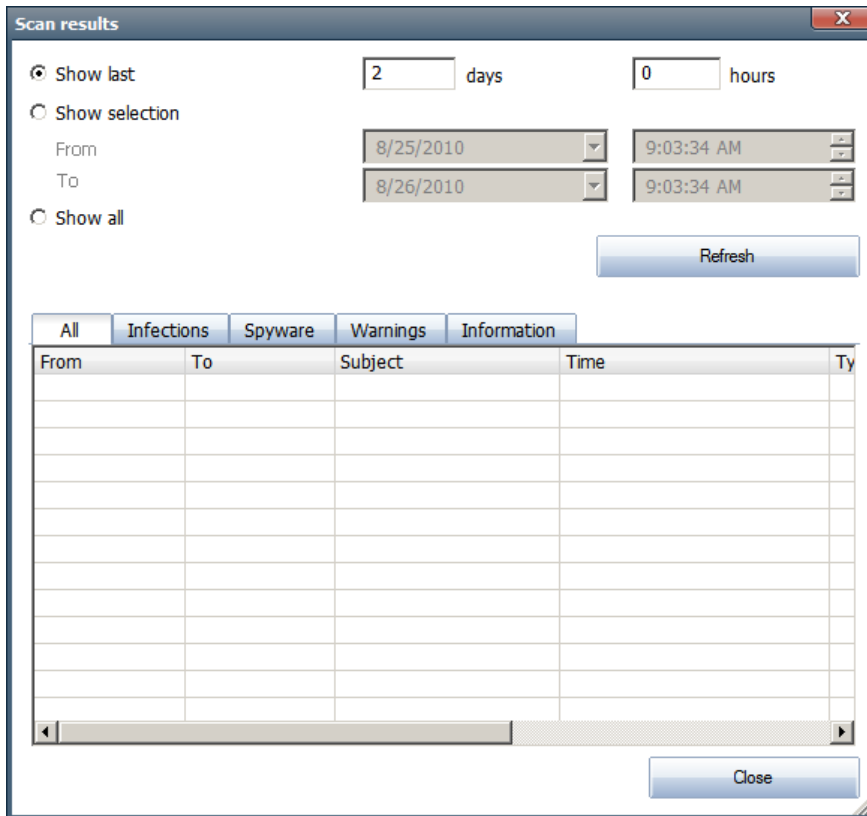 Scan results
Show last 2 days 0 hours
Show selection
From 8/25/2010 9:03:34 AM
To 8/26/2010 9:03:34 AM
Show all
Refresh
All Infections Spyware Warnings Information
From To Subject Time Ty
Close